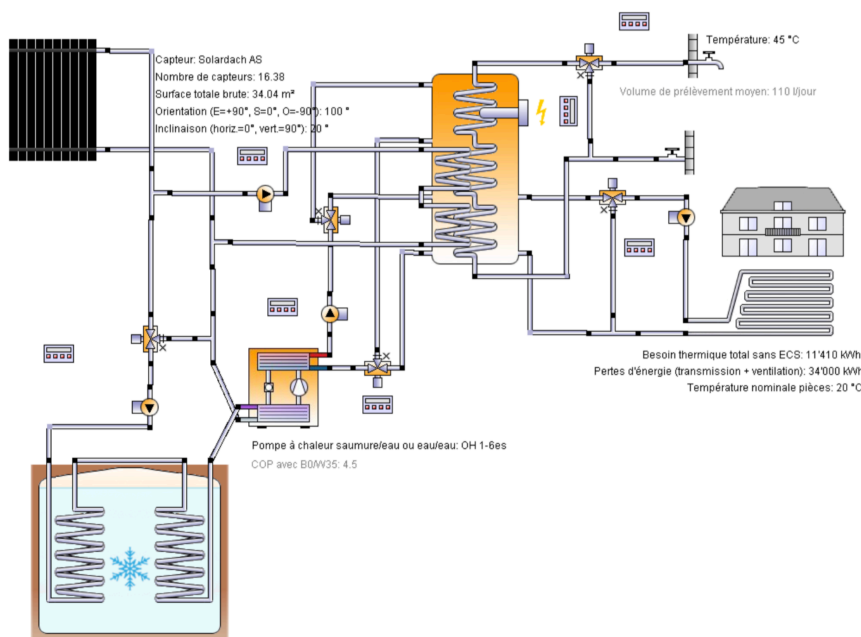 Température: 45 °C
Capteur: Solardach AS
Nombre de capteurs: 16.38
Surface totale brute: 34.04 m²
Orientation (E=+90°, S=0°, O=-90°): 100 °
Inclinaison (horiz.=0°, vert.=90°): 20 °
Volume de prélèvement moyen: 110 l/jour
Besoin thermique total sans ECS: 11'410 kWh
Pertes d'énergie (transmission + ventilation): 34'000 kWh
Température nominale pièces: 20 °C
Pompe à chaleur saumure/eau ou eau/eau: OH 1-6es
COP avec B0/W35: 4.5